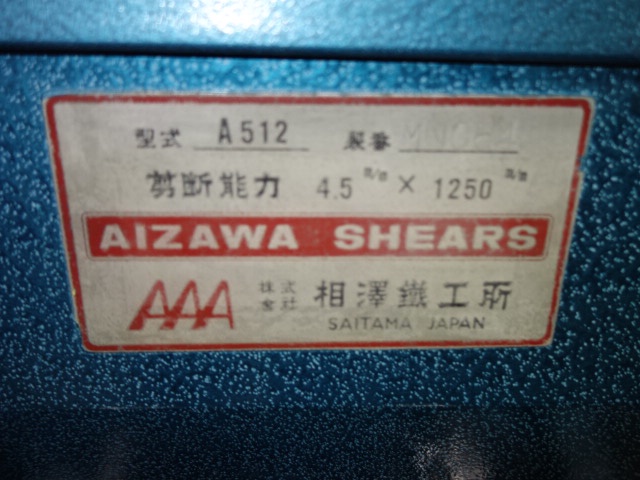 型式 A512 製番
剪断能力 4.5 m/m × 1250 m/m
AIZAWA SHEARS
AAA 株式会社 相澤鐵工所
SAITAMA JAPAN